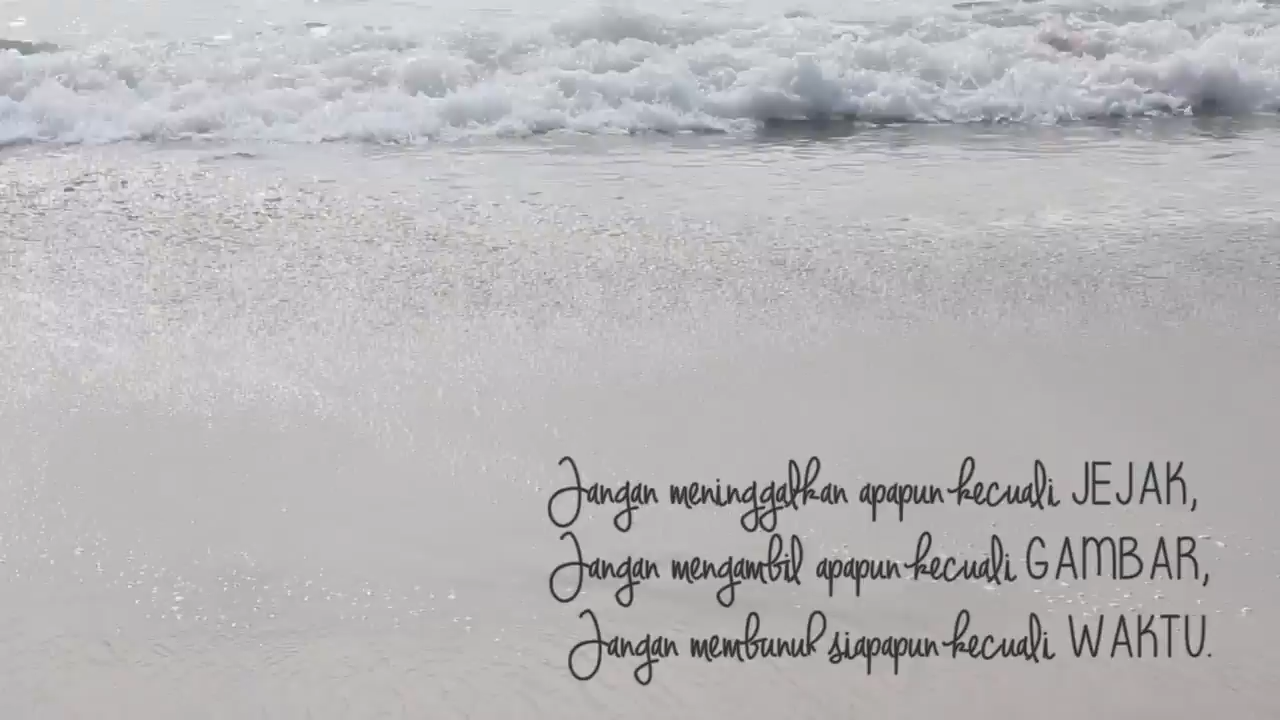 Jangan meninggalkan apapun kecuali JEJAK,
Jangan mengambil apapun kecuali GAMBAR,
Jangan membunuh siapapun kecuali WAKTU.